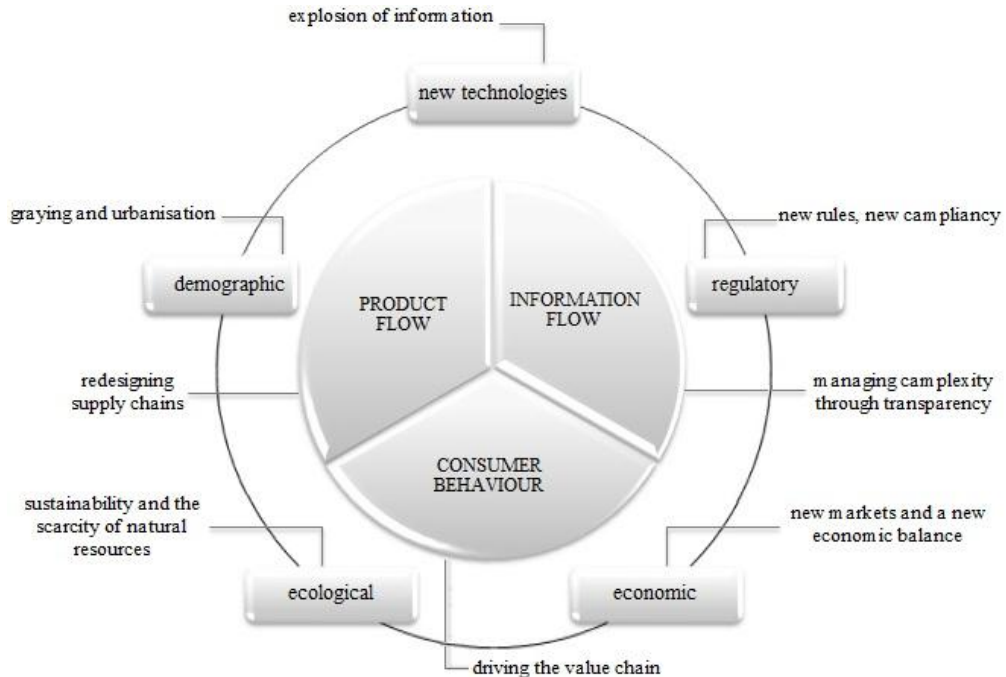 explosion of information
new technologies
graying and urbanisation
new rules, new campliancy
demographic
regulatory
PRODUCT
FLOW
INFORMATION
FLOW
redesigning
supply chains
managing camplexity
through transparency
CONSUMER
BEHAVIOUR
sustainability and the
scarcity of natural
resources
new markets and a new
economic balance
ecological
economic
driving the value chain